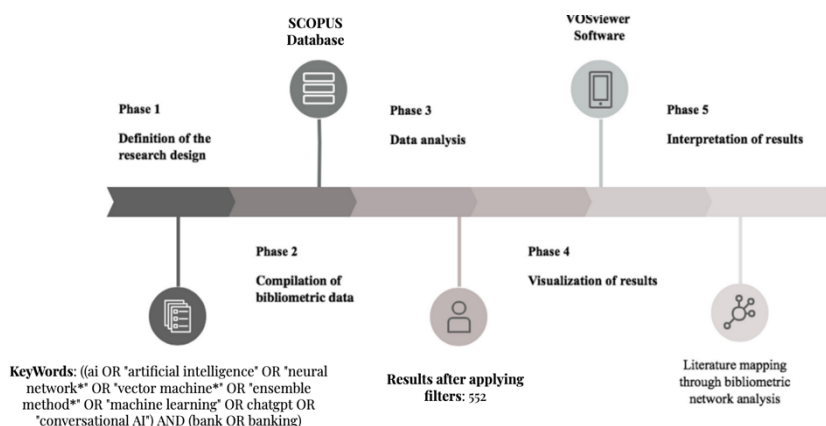 SCOPUS
Database
VOSviewer
Software
Phase 1
Definition of the
research design
Phase 3
Data analysis
Phase 5
Interpretation of results
Phase 2
Compilation of
bibliometric data
Phase 4
Visualization of results
KeyWords: ((ai OR "artificial intelligence" OR "neural
network*" OR "vector machine*" OR "ensemble
method*" OR "machine learning" OR chatgpt OR
"conversational AI") AND (bank OR banking)
Results after applying
filters: 552
Literature mapping
through bibliometric
network analysis